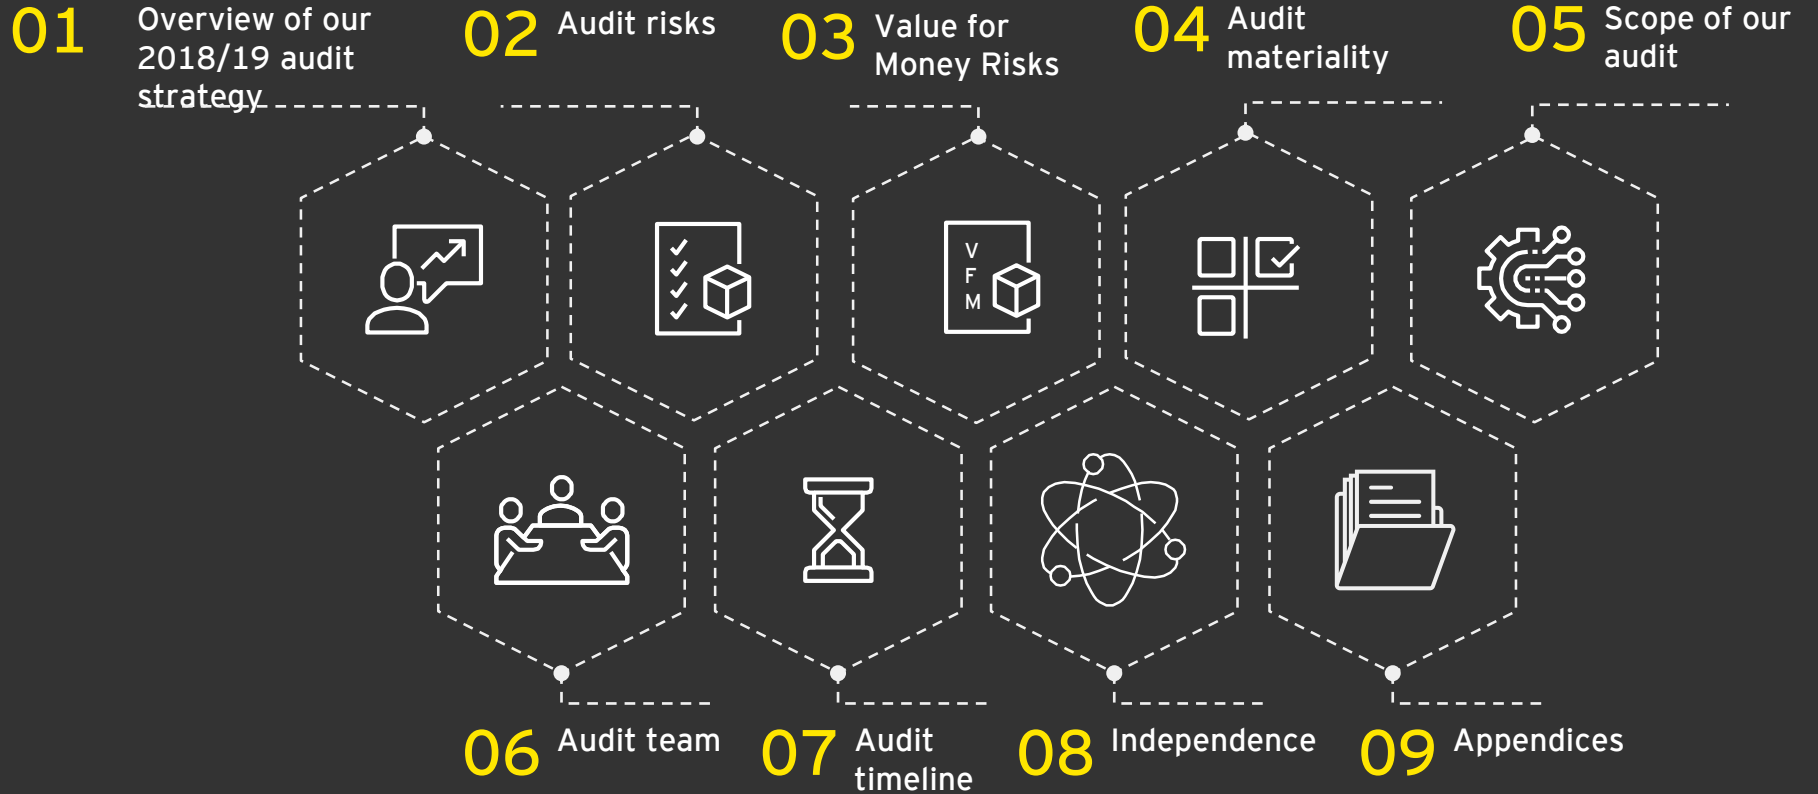 01 Overview of our
2018/19 audit
strategy
02 Audit risks
03 Value for
Money Risks
04 Audit
materiality
05 Scope of our
audit
V
F
M
06 Audit team
07 Audit
timeline
08 Independence
09 Appendices